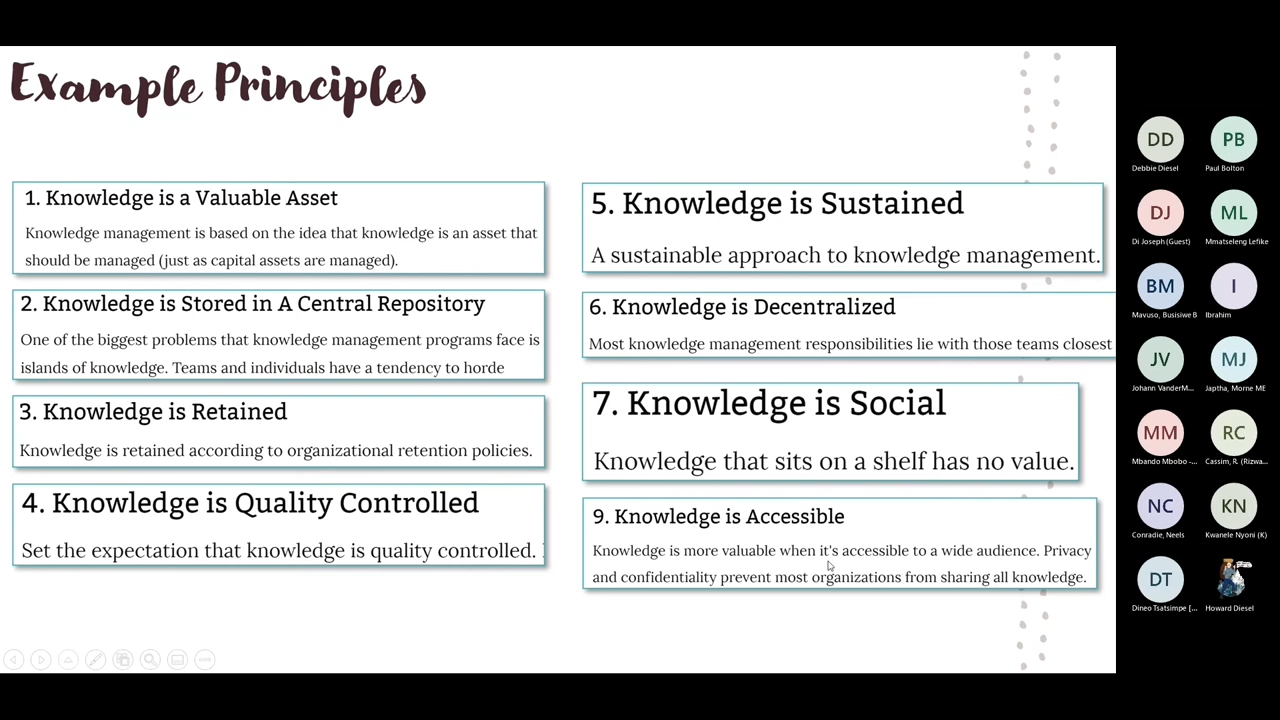 Example Principles
1. Knowledge is a Valuable Asset
Knowledge management is based on the idea that knowledge is an asset that
should be managed (just as capital assets are managed).
2. Knowledge is Stored in A Central Repository
One of the biggest problems that knowledge management programs face is
islands of knowledge. Teams and individuals have a tendency to horde
3. Knowledge is Retained
Knowledge is retained according to organizational retention policies.
4. Knowledge is Quality Controlled
Set the expectation that knowledge is quality controlled.
5. Knowledge is Sustained
A sustainable approach to knowledge management.
6. Knowledge is Decentralized
Most knowledge management responsibilities lie with those teams closest
7. Knowledge is Social
Knowledge that sits on a shelf has no value.
9. Knowledge is Accessible
Knowledge is more valuable when it's accessible to a wide audience. Privacy
and confidentiality prevent most organizations from sharing all knowledge.
DD PB
Debbie Diesel Paul Bolton
DJ ML
Di Joseph (Guest) Mmatseleng Lefike
BM I
Mavuso, Busisiwe B Ibrahim
JV MJ
Johann VanderM... Japtha, Morne ME
MM RC
Mbando Mbobo -... Cassim, R. (Rizwa...
NC KN
Conradie, Neels Kwanele Nyoni (K)
DT
Dineo Tsatsimpe [... Howard Diesel